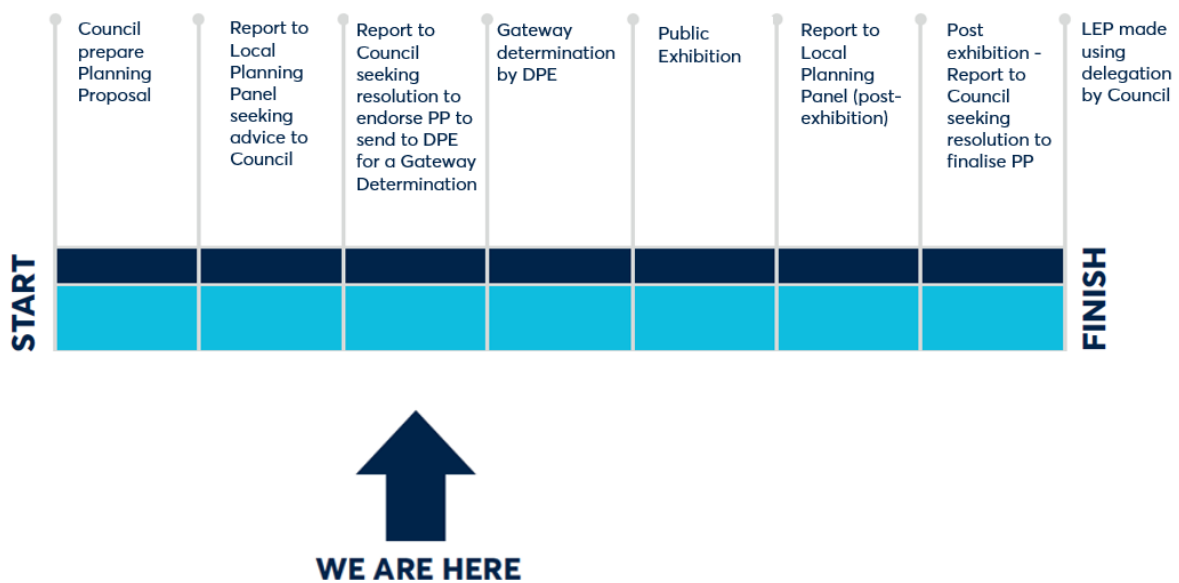 Council
prepare
Planning
Proposal
Report to
Local
Planning
Panel
seeking
advice to
Council
Report to
Council
seeking
resolution to
endorse PP to
send to DPE
for a Gateway
Determination
Gateway
determination
by DPE
Public
Exhibition
Report to
Local
Planning
Panel (post-
exhibition)
Post
exhibition -
Report to
Council
seeking
resolution to
finalise PP
LEP made
using
delegation
by Council
START
FINISH
WE ARE HERE